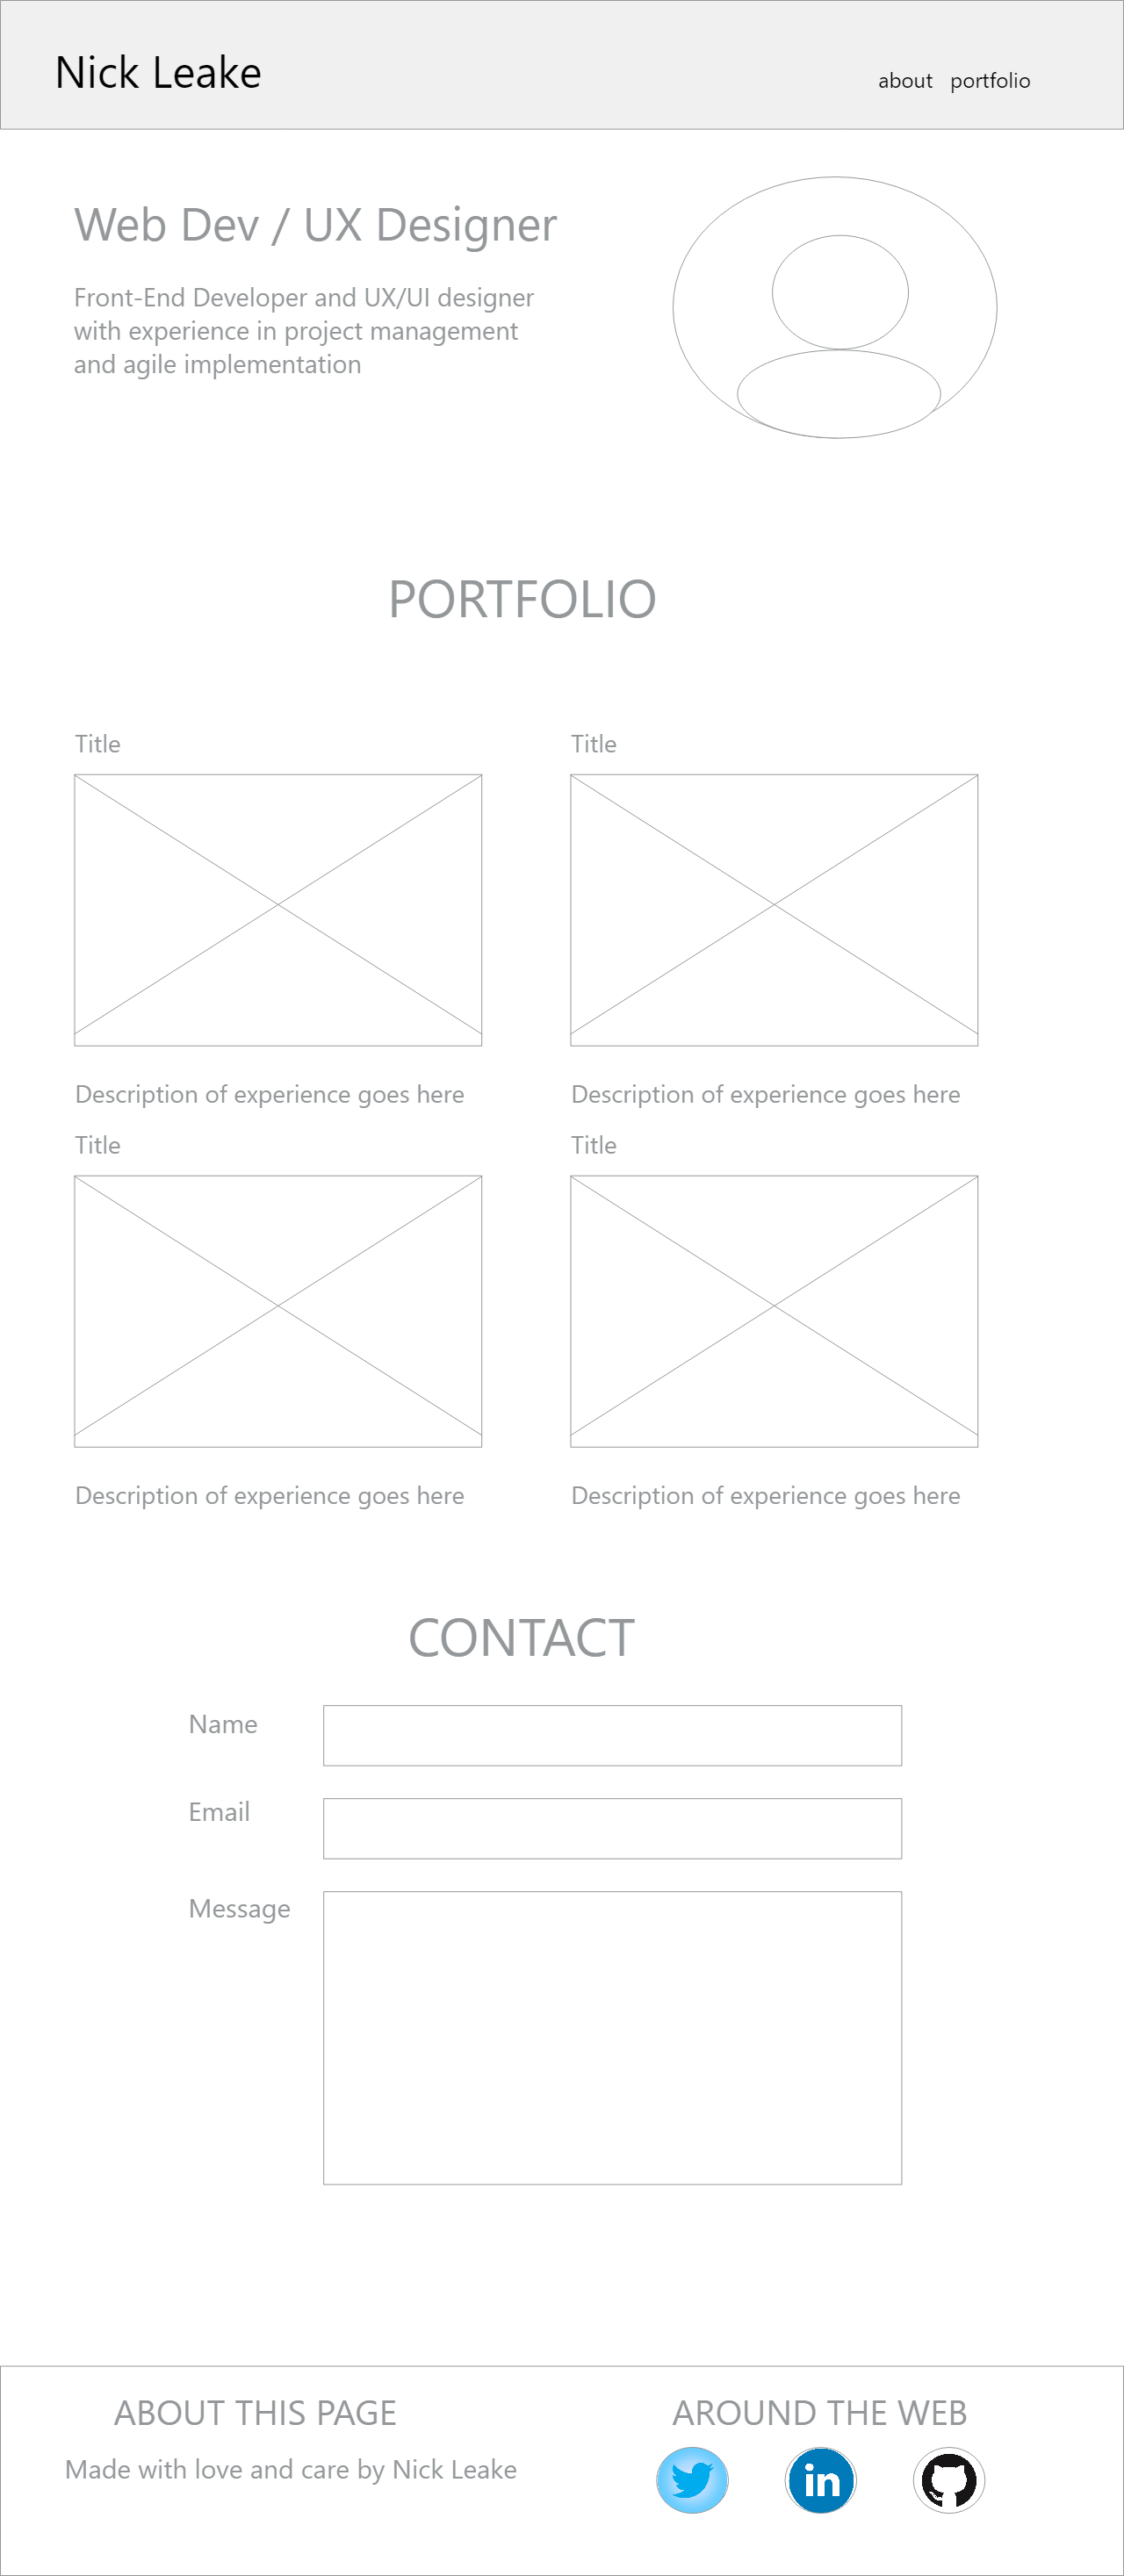 Nick Leake
about portfolio
Web Dev / UX Designer
Front-End Developer and UX/UI designer
with experience in project management
and agile implementation
PORTFOLIO
Title
Title
Description of experience goes here
Description of experience goes here
Title
Title
Description of experience goes here
Description of experience goes here
CONTACT
Name
Email
Message
ABOUT THIS PAGE
Made with love and care by Nick Leake
AROUND THE WEB
in